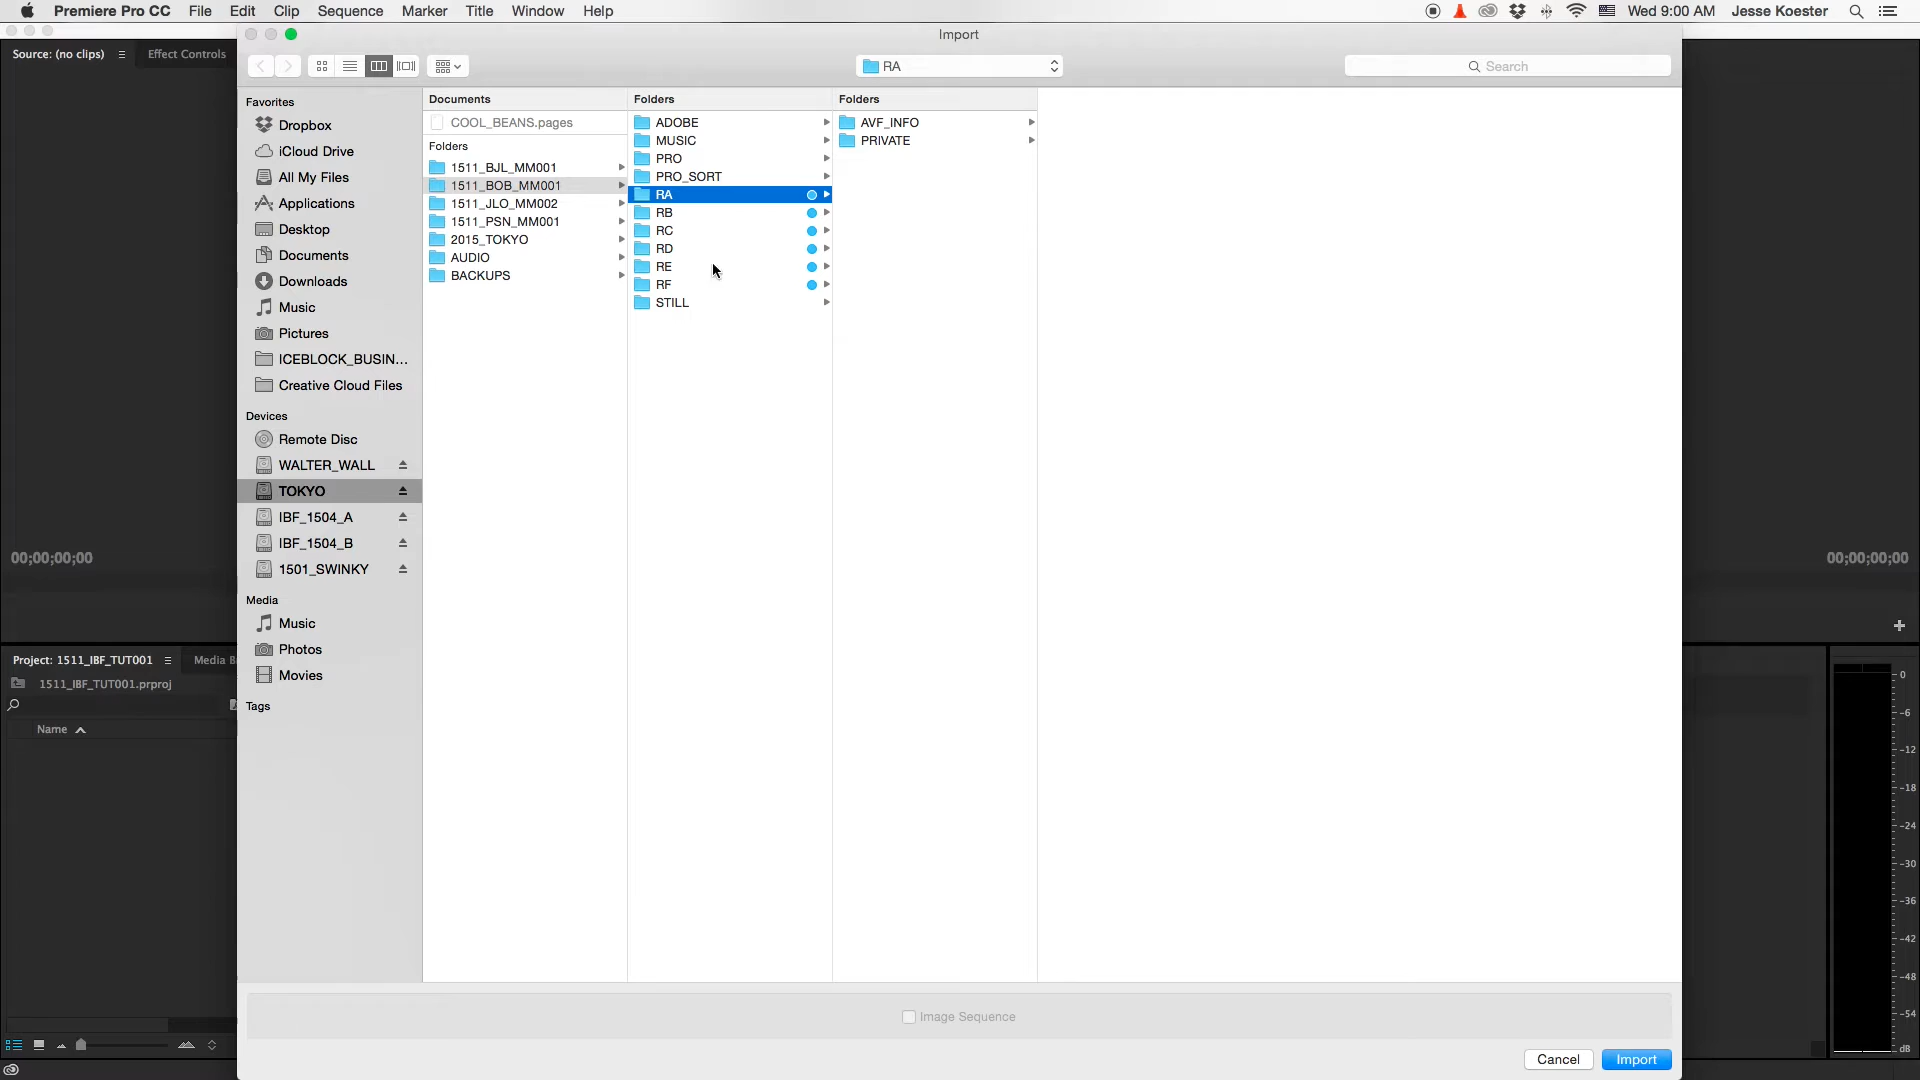 Premiere Pro CC File Edit Clip Sequence Marker Title Window Help Wed 9:00 AM Jesse Koester
Import
Source: (no clips) Effect Controls
RA
Search
Favorites
Dropbox
iCloud Drive
All My Files
Applications
Desktop
Documents
Downloads
Music
Pictures
ICEBLOCK_BUSIN...
Creative Cloud Files
Devices
Remote Disc
WALTER_WALL
TOKYO
IBF_1504_A
IBF_1504_B
1501_SWINKY
Media
Music
Photos
Movies
Tags
Documents
COOL_BEANS.pages
Folders
1511_BJL_MM001
1511_BOB_MM001
1511_JLO_MM002
1511_PSN_MM001
2015_TOKYO
AUDIO
BACKUPS
Folders
ADOBE
MUSIC
PRO
PRO_SORT
RA
RB
RC
RD
RE
RF
STILL
Folders
AVF_INFO
PRIVATE
00;00;00;00
00;00;00;00
Project: 1511_IBF_TUT001 Media B
1511_IBF_TUT001.prproj
Name
0
-6
-12
-18
-24
-30
-36
-42
-48
-54
dB
Image Sequence
Cancel Import